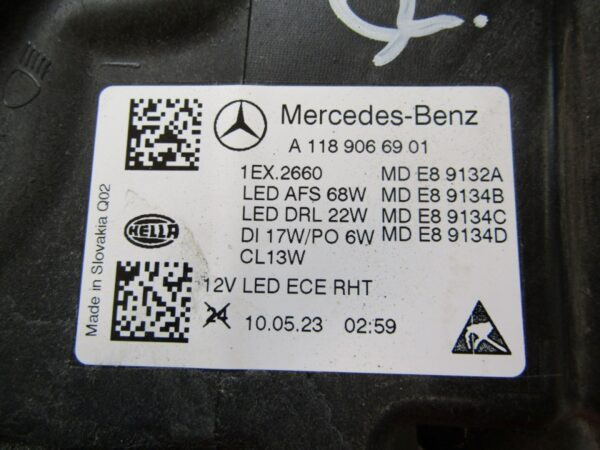 Mercedes-Benz
A 118 906 69 01
1EX.2660 MD E8 9132A
LED AFS 68W MD E8 9134B
LED DRL 22W MD E8 9134C
DI 17W/PO 6W MD E8 9134D
CL13W
12V LED ECE RHT
24 10.05.23 02:59
HELLA
Made in Slovakia Q02